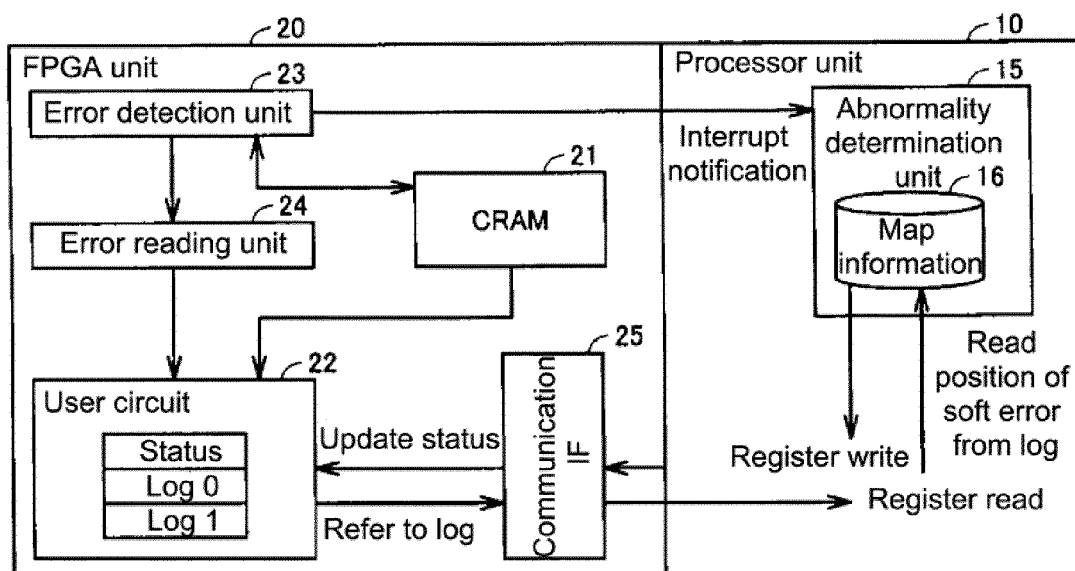 20
10
FPGA unit
Processor unit
23
15
Error detection unit
Abnormality
determination
unit
Interrupt
notification
21
16
24
CRAM
Map
information
Error reading unit
22
25
Read
position of
soft error
from log
User circuit
Communication
IF
Update status
Status
Log 0
Log 1
Register write
Register read
Refer to log